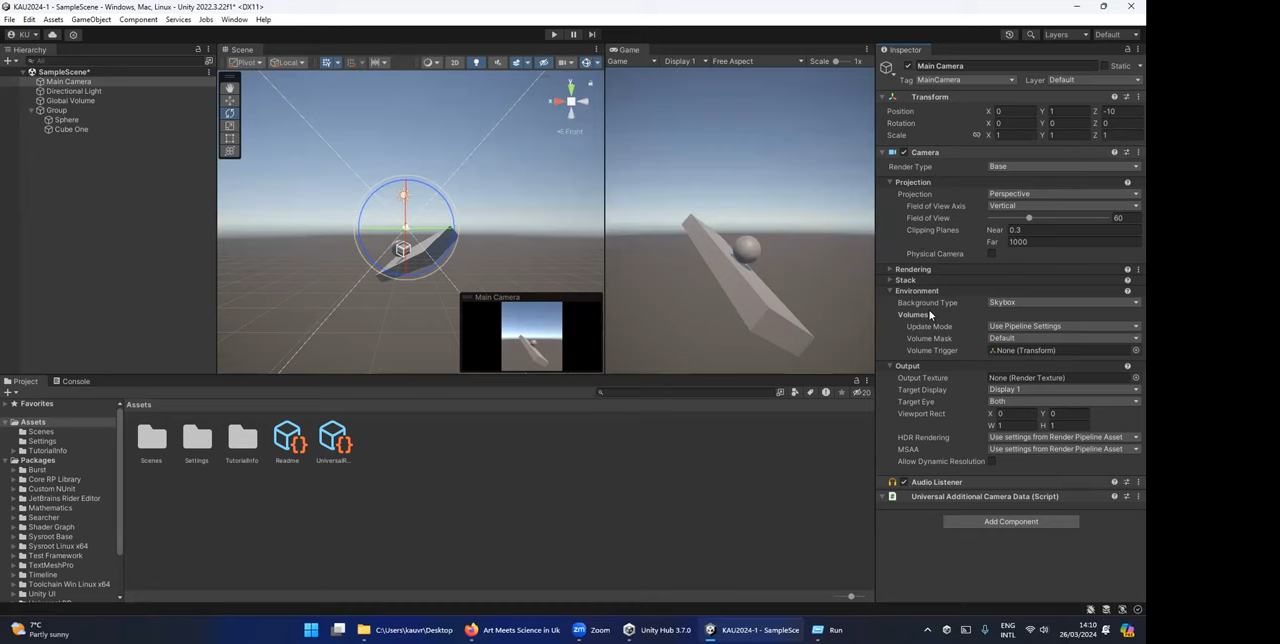 KAU2024-1 - SampleScene - Windows, Mac, Linux - Unity 2022.3.22f1* <DX11>
File Edit Assets GameObject Component Services Jobs Window Help
KU Layers Default
Hierarchy Scene Game Inspector
All Pivot Local 2D Game Display 1 Free Aspect Scale 1x
SampleScene*
Main Camera
Directional Light
Global Volume
Group
Sphere
Cube One
y
x
Front
Main Camera
Main Camera Static
Tag MainCamera Layer Default
Transform
Position X 0 Y 1 Z -10
Rotation X 0 Y 0 Z 0
Scale X 1 Y 1 Z 1
Camera
Render Type Base
Projection
Projection Perspective
Field of View Axis Vertical
Field of View 60
Clipping Planes Near 0.3
Far 1000
Physical Camera
Rendering
Stack
Environment
Background Type Skybox
Volumes
Update Mode Use Pipeline Settings
Volume Mask Default
Volume Trigger None (Transform)
Output
Output Texture None (Render Texture)
Target Display Display 1
Target Eye Both
Viewport Rect X 0 Y 0
W 1 H 1
HDR Rendering Use settings from Render Pipeline Asset
MSAA Use settings from Render Pipeline Asset
Allow Dynamic Resolution
Audio Listener
Universal Additional Camera Data (Script)
Add Component
Project Console
20
Favorites
Assets
Scenes
Settings
TutorialInfo
Packages
Burst
Core RP Library
Custom NUnit
JetBrains Rider Editor
Mathematics
Searcher
Shader Graph
Sysroot Base
Sysroot Linux x64
Test Framework
TextMeshPro
Timeline
Toolchain Win Linux x64
Unity UI
Assets
Scenes Settings TutorialInfo Readme UniversalR...
7°C
Partly sunny
C:\Users\kauvr\Desktop Art Meets Science in Uk Zoom Unity Hub 3.7.0 KAU2024-1 - SampleSce Run
ENG
INTL
14:10
26/03/2024